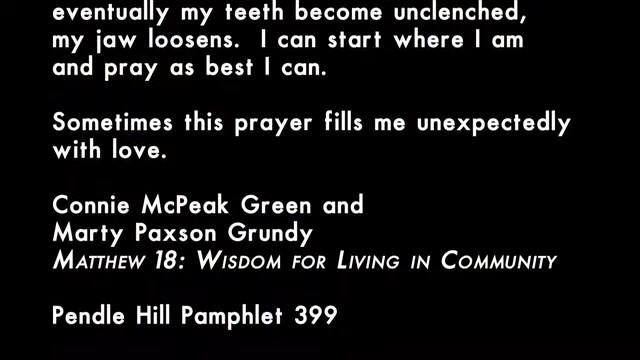 eventually my teeth become unclenched,
my jaw loosens. I can start where I am
and pray as best I can.
Sometimes this prayer fills me unexpectedly
with love.
Connie McPeak Green and
Marty Paxson Grundy
Matthew 18: Wisdom for Living in Community
Pendle Hill Pamphlet 399